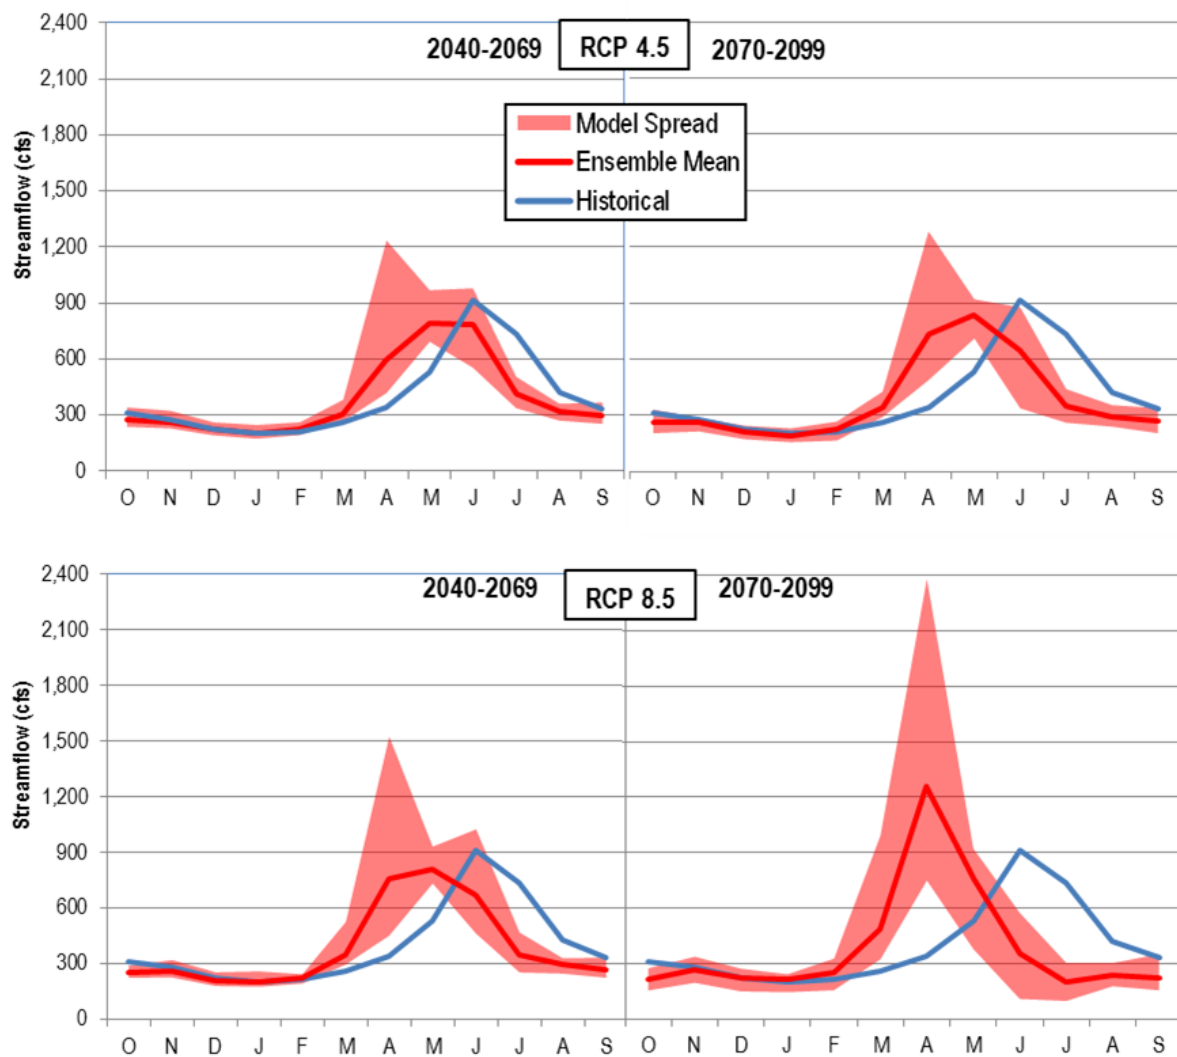 2040-2069 RCP 4.5 2070-2099
Streamflow (cfs)
2,400
2,100
1,800
1,500
1,200
900
600
300
0
Model Spread
Ensemble Mean
Historical
O N D J F M A M J J A S O N D J F M A M J J A S
2040-2069 RCP 8.5 2070-2099
Streamflow (cfs)
2,400
2,100
1,800
1,500
1,200
900
600
300
0
O N D J F M A M J J A S O N D J F M A M J J A S